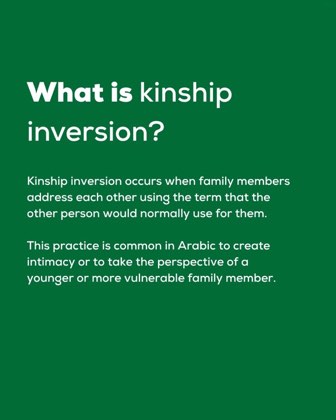 What is kinship
inversion?
Kinship inversion occurs when family members
address each other using the term that the
other person would normally use for them.
This practice is common in Arabic to create
intimacy or to take the perspective of a
younger or more vulnerable family member.